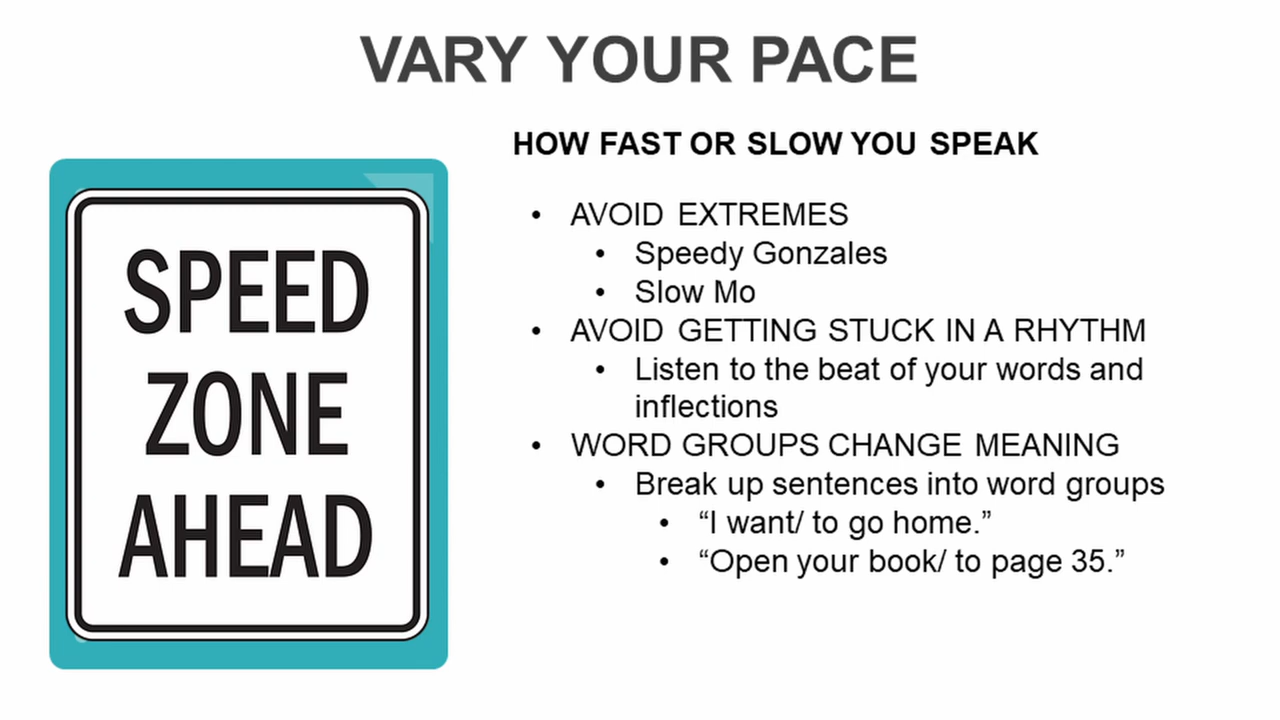 VARY YOUR PACE
SPEED
ZONE
AHEAD
HOW FAST OR SLOW YOU SPEAK
• AVOID EXTREMES
• Speedy Gonzales
• Slow Mo
• AVOID GETTING STUCK IN A RHYTHM
• Listen to the beat of your words and
inflections
• WORD GROUPS CHANGE MEANING
• Break up sentences into word groups
• “I want/ to go home.”
• “Open your book/ to page 35.”